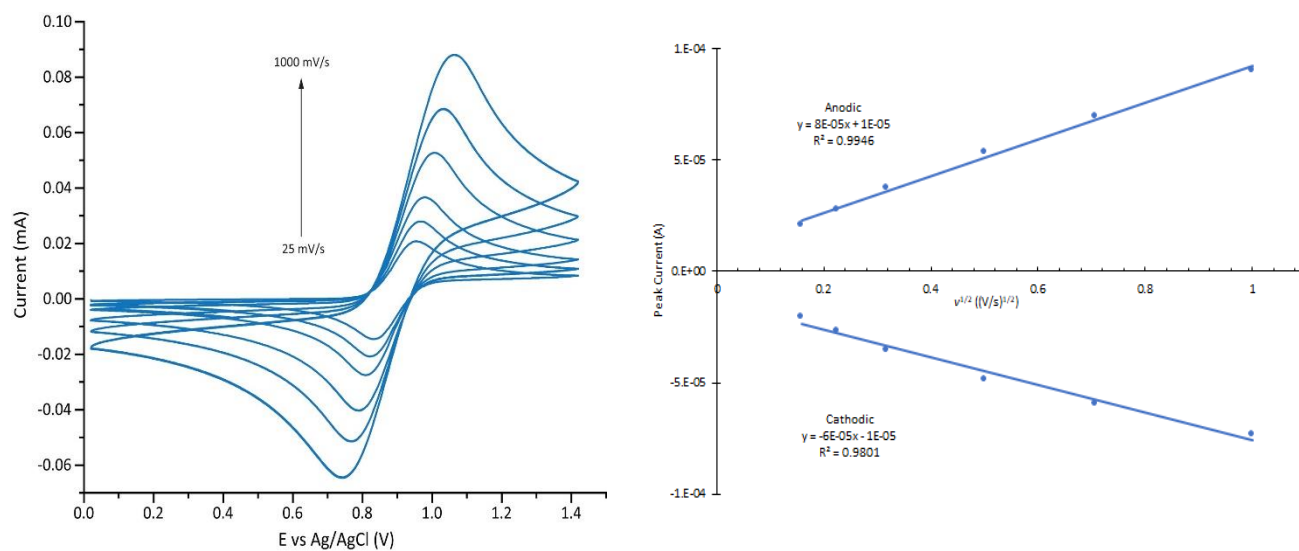 0.10
0.08
0.06
0.04
0.02
0.00
-0.02
-0.04
-0.06
Current (mA)
1000 mV/s
25 mV/s
0.0 0.2 0.4 0.6 0.8 1.0 1.2 1.4
E vs Ag/AgCl (V)
1.E-04
5.E-05
0.E+00
-5.E-05
-1.E-04
Peak Current (A)
Anodic
y = 8E-05x + 1E-05
R² = 0.9946
0 0.2 0.4 0.6 0.8 1
v^1/2 ((V/s)^1/2)
Cathodic
y = -6E-05x - 1E-05
R² = 0.9801